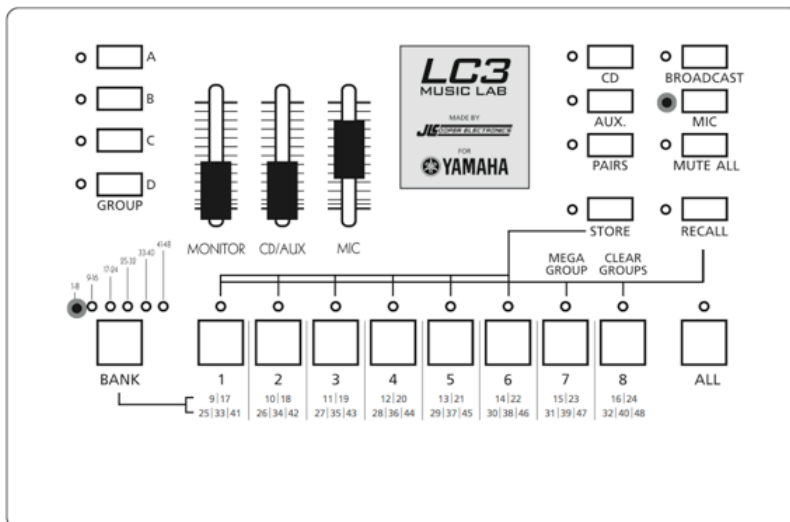 A
B
C
D
GROUP
MONITOR
CD/AUX
MIC
LC3
MUSIC LAB
MADE BY
JLCOOPER ELECTRONICS
FOR
YAMAHA
CD
BROADCAST
AUX.
MIC
PAIRS
MUTE ALL
STORE
RECALL
MEGA
GROUP
CLEAR
GROUPS
1-8
9-16
17-24
25-32
33-40
41-48
BANK
1
2
3
4
5
6
7
8
ALL
9|17
10|18
11|19
12|20
13|21
14|22
15|23
16|24
25|33|41
26|34|42
27|35|43
28|36|44
29|37|45
30|38|46
31|39|47
32|40|48